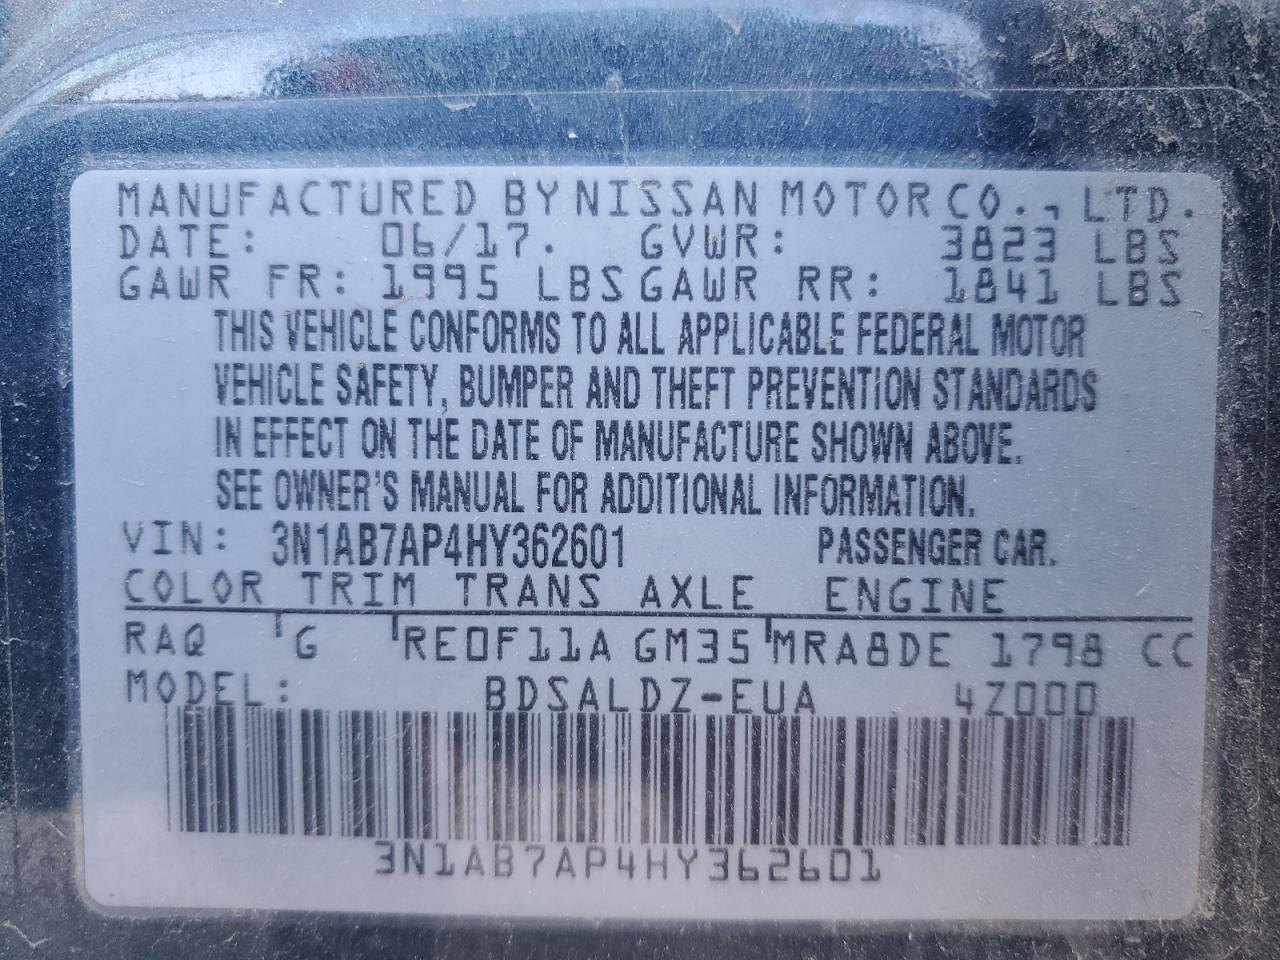 MANUFACTURED BY NISSAN MOTOR CO., LTD.
DATE: 06/17. GVWR: 3823 LBS
GAWR FR: 1995 LBS GAWR RR: 1841 LBS
THIS VEHICLE CONFORMS TO ALL APPLICABLE FEDERAL MOTOR
VEHICLE SAFETY, BUMPER AND THEFT PREVENTION STANDARDS
IN EFFECT ON THE DATE OF MANUFACTURE SHOWN ABOVE.
SEE OWNER'S MANUAL FOR ADDITIONAL INFORMATION.
VIN: 3N1AB7AP4HY362601 PASSENGER CAR.
COLOR TRIM TRANS AXLE ENGINE
RAQ G RE0F11A GM35 MRA8DE 1798 CC
MODEL: BDSALDZ-EUA 4Z000
3N1AB7AP4HY362601